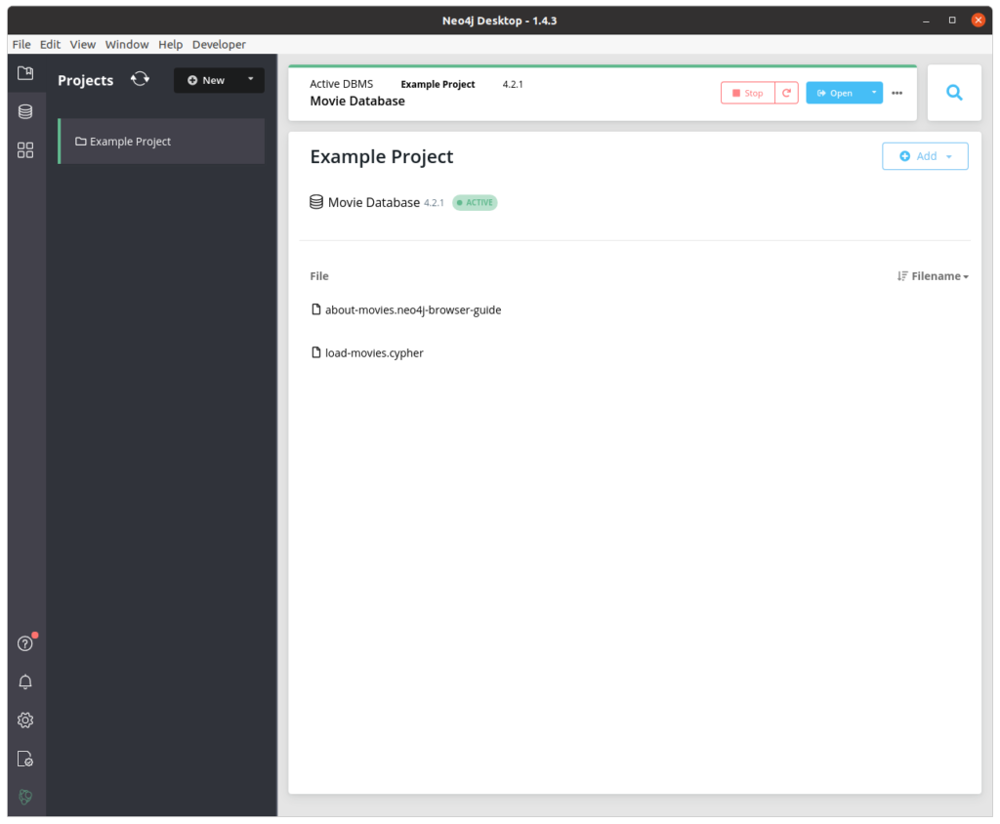 Neo4j Desktop - 1.4.3
File Edit View Window Help Developer
Projects
New
Example Project
Active DBMS Example Project 4.2.1
Movie Database
Stop
Open
Example Project
Add
Movie Database 4.2.1 ACTIVE
File
Filename
about-movies.neo4j-browser-guide
load-movies.cypher